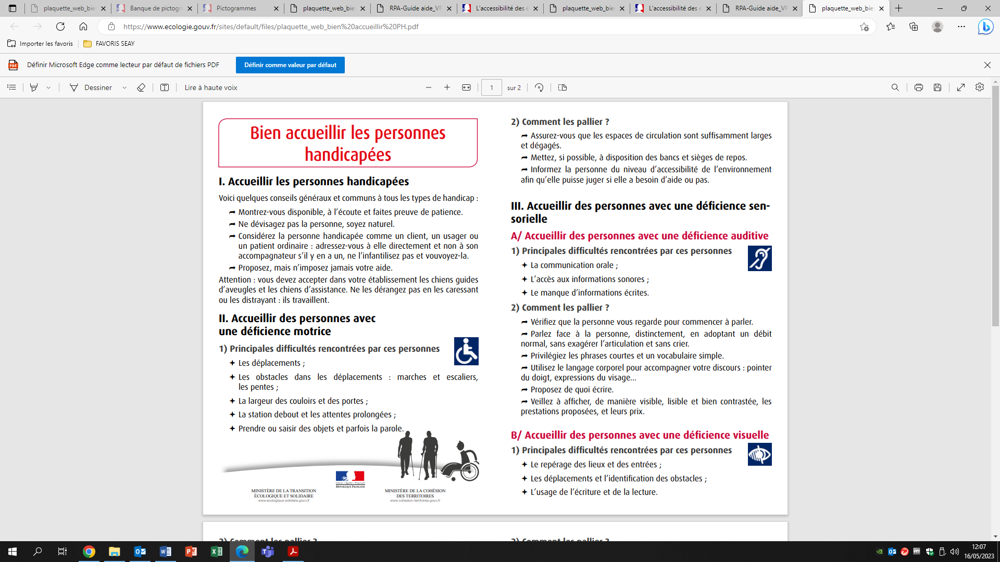 plaquette_web_bie
Banque de pictogr
Pictogrammes
plaquette_web_bie
RPA-Guide aide_VF
L'accessibilité des é
plaquette_web_bie
L'accessibilité des é
RPA-Guide aide_VF
plaquette_web_bie
https://www.ecologie.gouv.fr/sites/default/files/plaquette_web_bien%20accueillir%20PH.pdf
Importer les favoris
FAVORIS SEAY
Définir Microsoft Edge comme lecteur par défaut de fichiers PDF
Définir comme valeur par défaut
Dessiner
Lire à haute voix
1
sur 2
Bien accueillir les personnes
handicapées
I. Accueillir les personnes handicapées
Voici quelques conseils généraux et communs à tous les types de handicap :
➦ Montrez-vous disponible, à l’écoute et faites preuve de patience.
➦ Ne dévisagez pas la personne, soyez naturel.
➦ Considérez la personne handicapée comme un client, un usager ou
un patient ordinaire : adressez-vous à elle directement et non à son
accompagnateur s’il y en a un, ne l’infantilisez pas et vouvoyez-la.
➦ Proposez, mais n’imposez jamais votre aide.
Attention : vous devez accepter dans votre établissement les chiens guides
d’aveugles et les chiens d’assistance. Ne les dérangez pas en les caressant
ou les distrayant : ils travaillent.
II. Accueillir des personnes avec
une déficience motrice
1) Principales difficultés rencontrées par ces personnes
✦ Les déplacements ;
✦ Les obstacles dans les déplacements : marches et escaliers,
les pentes ;
✦ La largeur des couloirs et des portes ;
✦ La station debout et les attentes prolongées ;
✦ Prendre ou saisir des objets et parfois la parole.
Liberté • Égalité • Fraternité
RÉPUBLIQUE FRANÇAISE
MINISTÈRE DE LA TRANSITION
ÉCOLOGIQUE ET SOLIDAIRE
www.ecologique-solidaire.gouv.fr
MINISTÈRE DE LA COHÉSION
DES TERRITOIRES
www.cohesion-territoires.gouv.fr
2) Comment les pallier ?
➦ Assurez-vous que les espaces de circulation sont suffisamment larges
et dégagés.
➦ Mettez, si possible, à disposition des bancs et sièges de repos.
➦ Informez la personne du niveau d’accessibilité de l’environnement
afin qu’elle puisse juger si elle a besoin d’aide ou pas.
III. Accueillir des personnes avec une déficience sen-
sorielle
A/ Accueillir des personnes avec une déficience auditive
1) Principales difficultés rencontrées par ces personnes
✦ La communication orale ;
✦ L’accès aux informations sonores ;
✦ Le manque d’informations écrites.
2) Comment les pallier ?
➦ Vérifiez que la personne vous regarde pour commencer à parler.
➦ Parlez face à la personne, distinctement, en adoptant un débit
normal, sans exagérer l’articulation et sans crier.
➦ Privilégiez les phrases courtes et un vocabulaire simple.
➦ Utilisez le langage corporel pour accompagner votre discours : pointer
du doigt, expressions du visage...
➦ Proposez de quoi écrire.
➦ Veillez à afficher, de manière visible, lisible et bien contrastée, les
prestations proposées, et leurs prix.
B/ Accueillir des personnes avec une déficience visuelle
1) Principales difficultés rencontrées par ces personnes
✦ Le repérage des lieux et des entrées ;
✦ Les déplacements et l’identification des obstacles ;
✦ L’usage de l’écriture et de la lecture.
2) Comment les pallier ?
2) Comment les pallier ?
12:07
16/05/2023